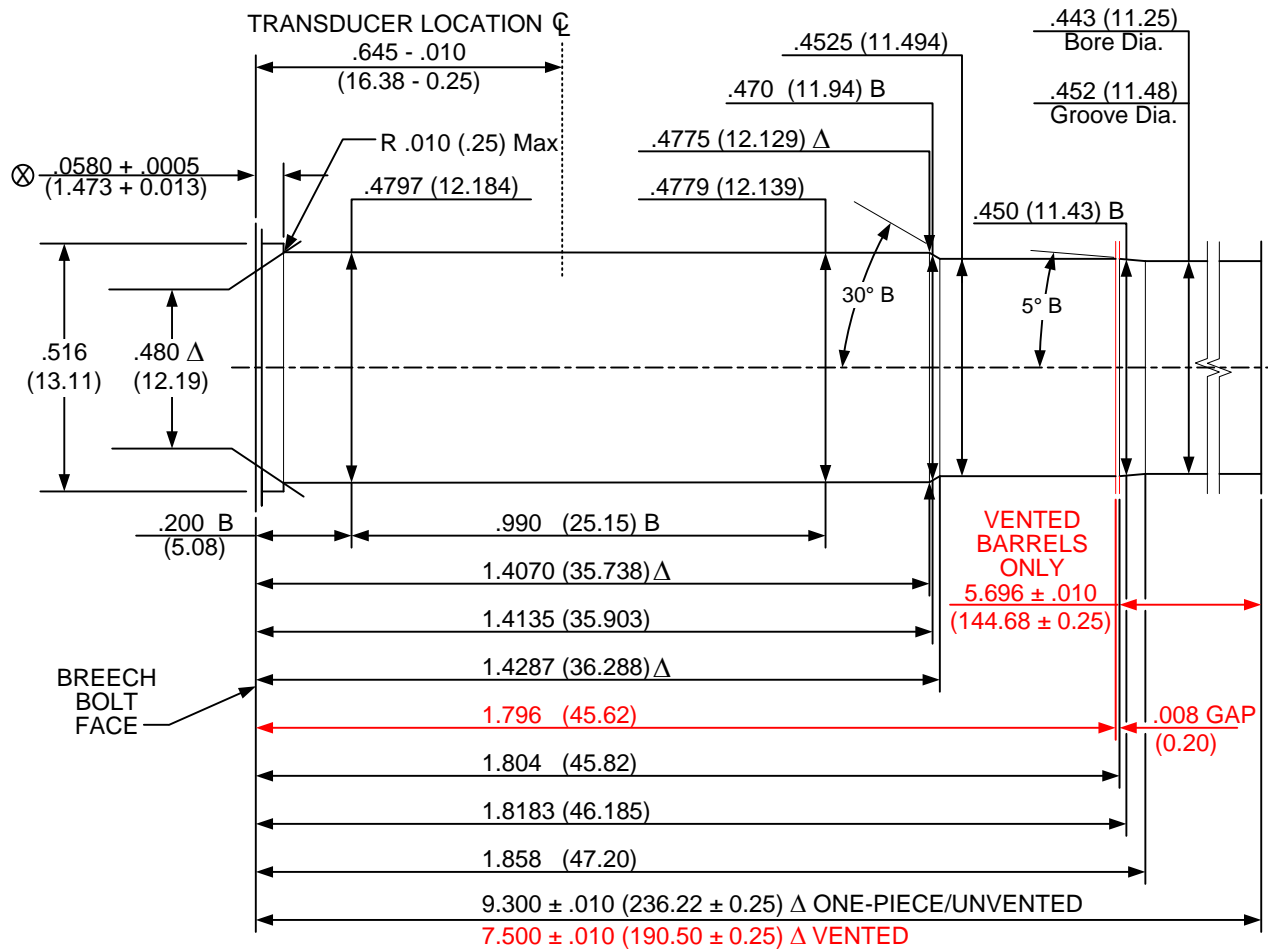 TRANSDUCER LOCATION ℄
.645 - .010
(16.38 - 0.25)
.443 (11.25)
Bore Dia.
.4525 (11.494)
.470 (11.94) B
.452 (11.48)
Groove Dia.
R .010 (.25) Max
.4775 (12.129) Δ
⊗ .0580 + .0005
(1.473 + 0.013)
.4797 (12.184)
.4779 (12.139)
.450 (11.43) B
30° B
5° B
.516
(13.11)
.480 Δ
(12.19)
.200 B
(5.08)
.990 (25.15) B
VENTED
BARRELS
ONLY
5.696 ± .010
(144.68 ± 0.25)
1.4070 (35.738) Δ
1.4135 (35.903)
1.4287 (36.288) Δ
BREECH
BOLT
FACE
1.796 (45.62)
.008 GAP
(0.20)
1.804 (45.82)
1.8183 (46.185)
1.858 (47.20)
9.300 ± .010 (236.22 ± 0.25) Δ ONE-PIECE/UNVENTED
7.500 ± .010 (190.50 ± 0.25) Δ VENTED